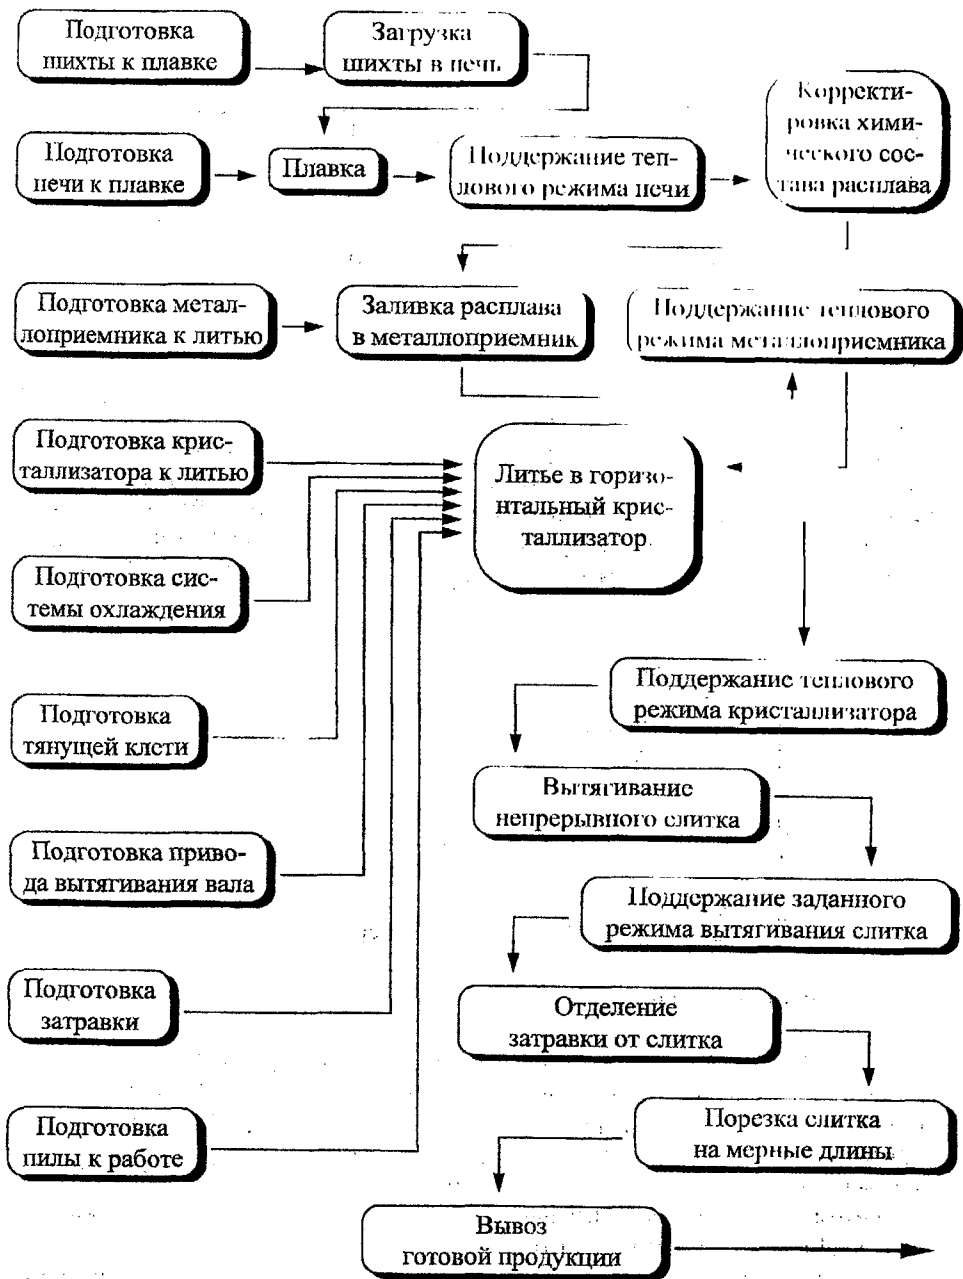 Подготовка
шихты к плавке
Загрузка
шихты в печь
Корректи-
ровка хими-
ческого сос-
тава расплава
Подготовка
печи к плавке
Плавка
Поддержание теп-
лового режима печи
Подготовка метал-
лоприемника к литью
Заливка расплава
в металлоприемник
Поддержание теплового
режима металлоприемника
Подготовка крис-
таллизатора к литью
Литье в горизо-
нтальный крис-
таллизатор
Подготовка сис-
темы охлаждения
Подготовка
тянущей клети
Поддержание теплового
режима кристаллизатора
Вытягивание
непрерывного слитка
Подготовка приво-
да вытягивания вала
Поддержание заданного
режима вытягивания слитка
Подготовка
затравки
Отделение
затравки от слитка
Подготовка
пилы к работе
Порезка слитка
на мерные длины
Вывоз
готовой продукции